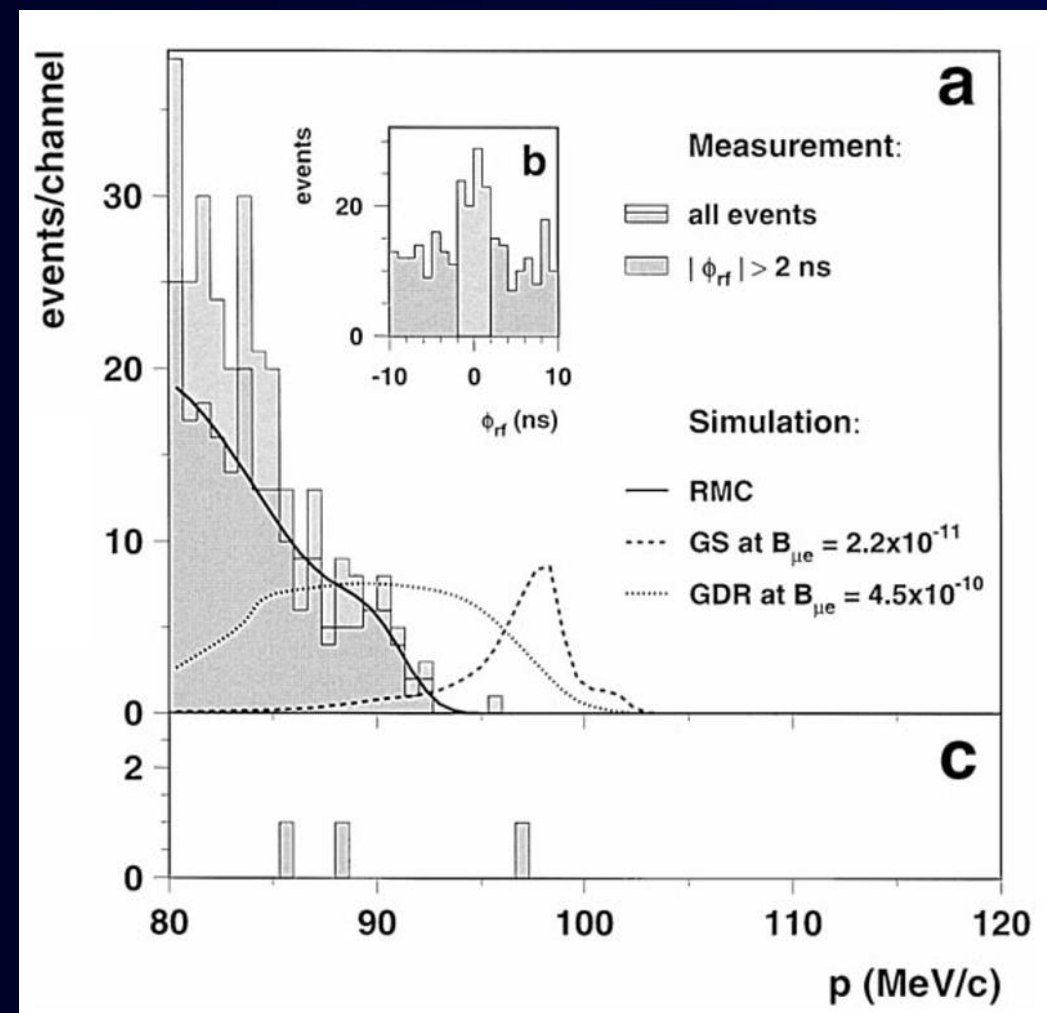 a
events/channel
30
20
10
0
b
events
20
0
-10 0 10
ϕrf (ns)
Measurement:
all events
| ϕrf | > 2 ns
Simulation:
RMC
GS at Bμe = 2.2x10-11
GDR at Bμe = 4.5x10-10
c
2
0
80 90 100 110 120
p (MeV/c)